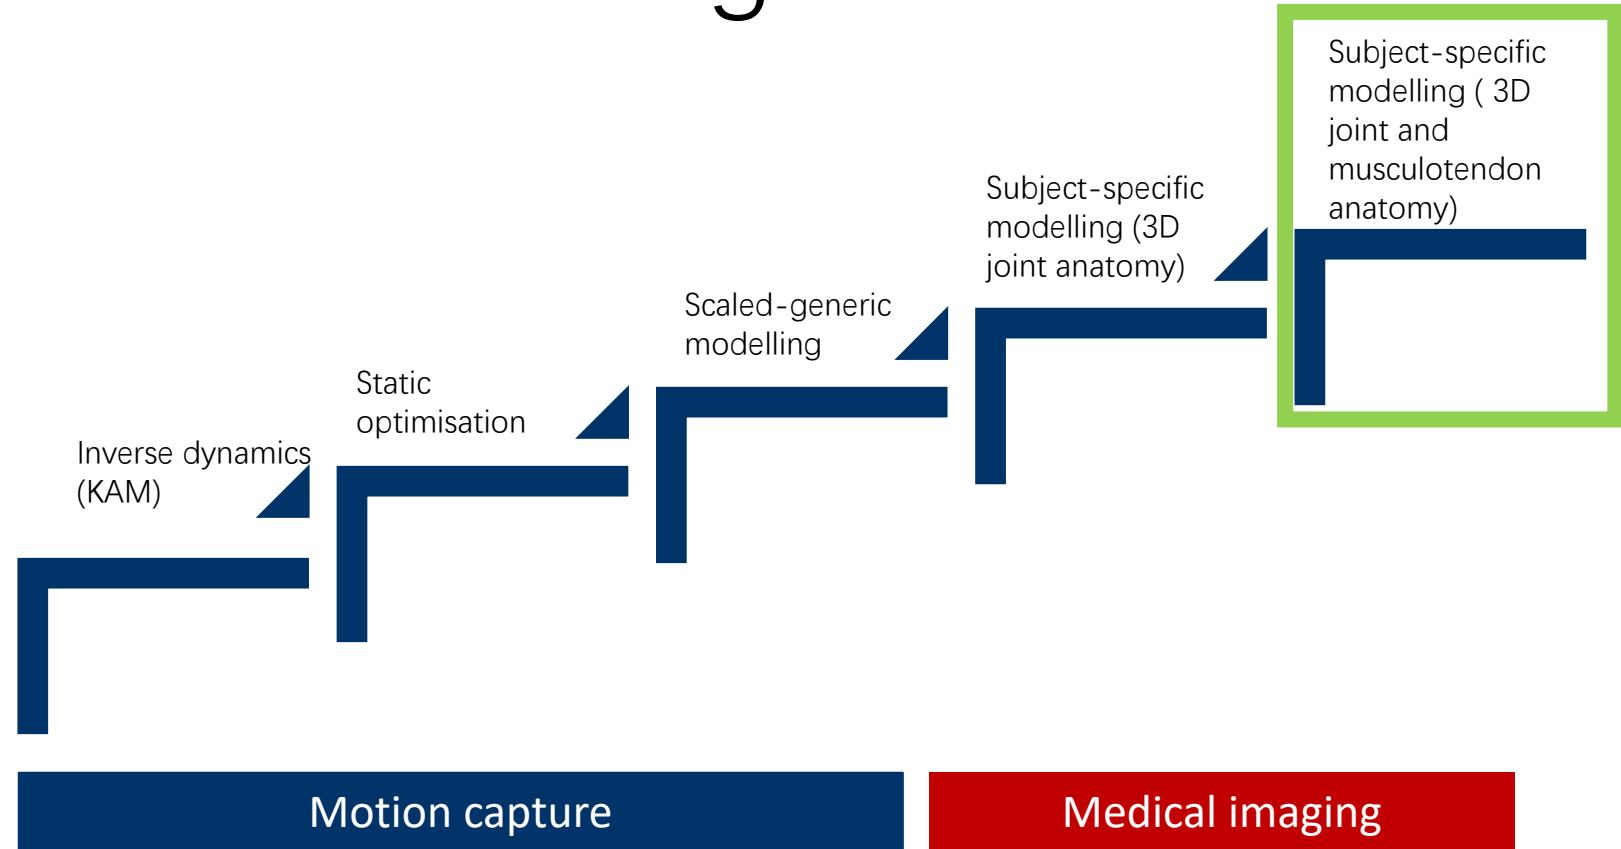 Inverse dynamics
(KAM)
Static
optimisation
Scaled-generic
modelling
Subject-specific
modelling (3D
joint anatomy)
Subject-specific
modelling ( 3D
joint and
musculotendon
anatomy)
Motion capture
Medical imaging